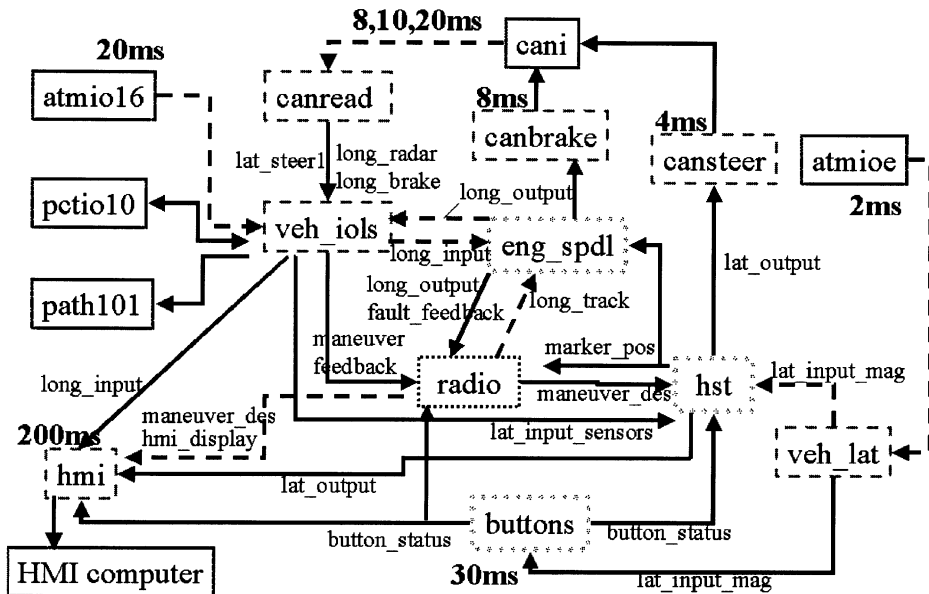 8,10,20ms
cani
20ms
atmio16
canread
8ms
canbrake
4ms
cansteer
atmioe
2ms
lat_steer1
long_radar
long_brake
pctio10
veh_iols
long_output
long_input
eng_spdl
lat_output
path101
long_output
fault_feedback
long_track
maneuver
feedback
marker_pos
long_input
radio
maneuver_des
hst
lat_input_mag
maneuver_des
hmi_display
lat_input_sensors
200ms
hmi
veh_lat
lat_output
buttons
button_status
button_status
HMI computer
30ms
lat_input_mag